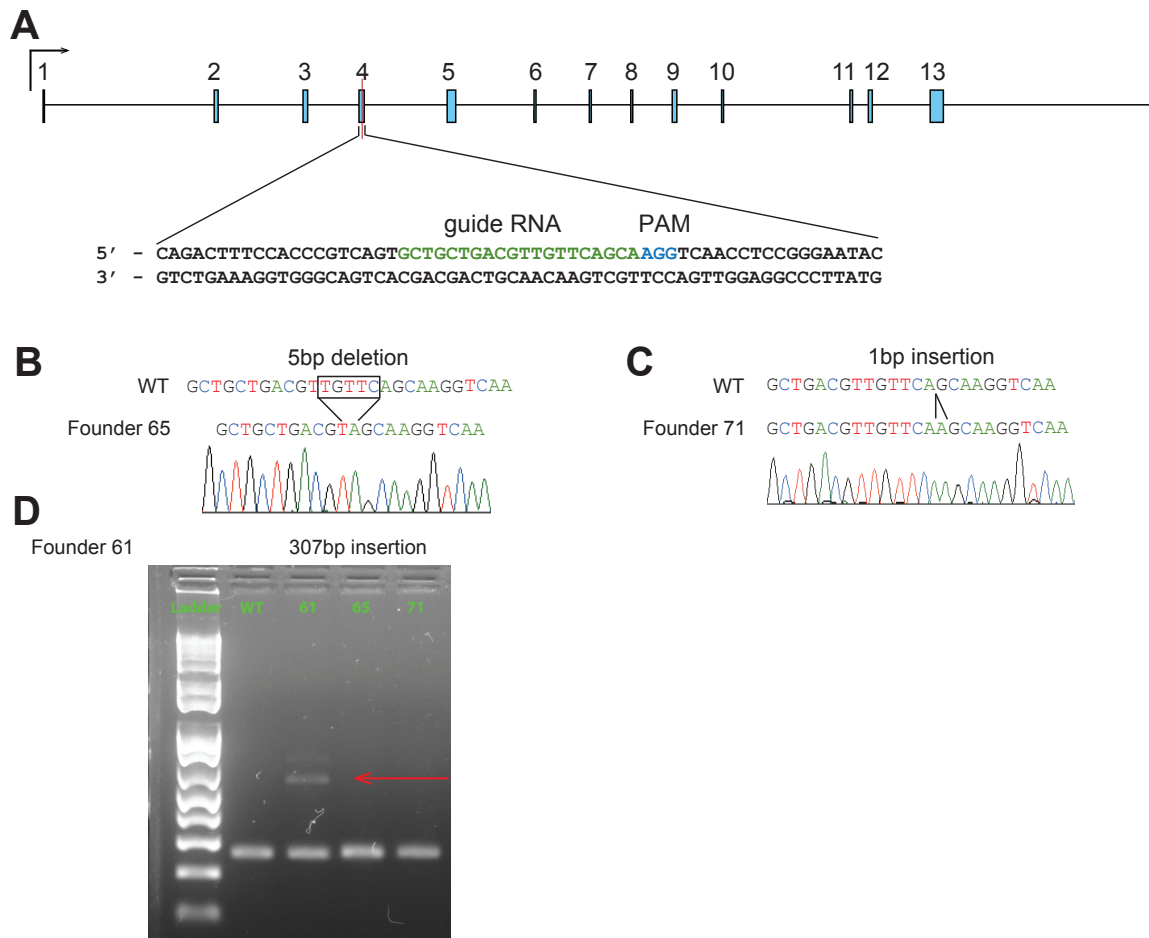 A
1 2 3 4 5 6 7 8 9 10 11 12 13
guide RNA PAM
5′ - CAGACTTTCCACCCGTCAGTGCTGCTGACGTTGTTCAGCAAGGTCAACCTCCGGGAATAC
3′ - GTCTGAAAGGTGGGCAGTCACGACGACTGCAACAAGTCGTTCCAGTTGGAGGCCCTTATG
B
5bp deletion
WT GCTGCTGACGTTGTTCAGCAAGGTCAA
Founder 65 GCTGCTGACGTAGCAAGGTCAA
C
1bp insertion
WT GCTGACGTTGTTCAGCAAGGTCAA
Founder 71 GCTGACGTTGTTCAAGCAAGGTCAA
D
Founder 61 307bp insertion
Ladder WT 61 65 71